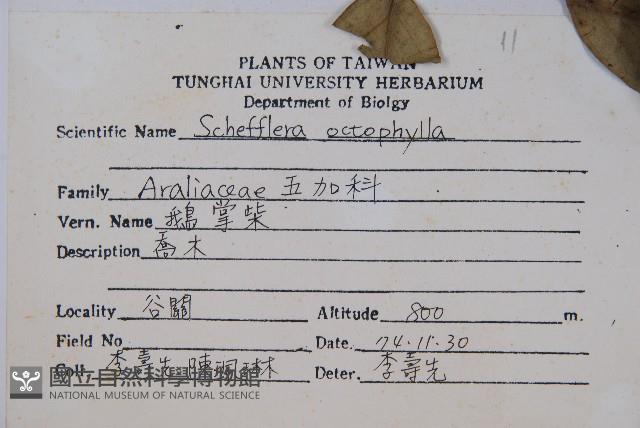 11
PLANTS OF TAIWAN
TUNGHAI UNIVERSITY HERBARIUM
Department of Biolgy
Scientific Name Schefflera octophylla
Family Araliaceae 五加科
Vern. Name 鵝掌柴
Description 喬木
Locality 谷關 Altitude 800 m.
Field No Date. 74.11.30
Coll. 李壽先 陳 琳 Deter. 李壽先
國立自然科學博物館
NATIONAL MUSEUM OF NATURAL SCIENCE